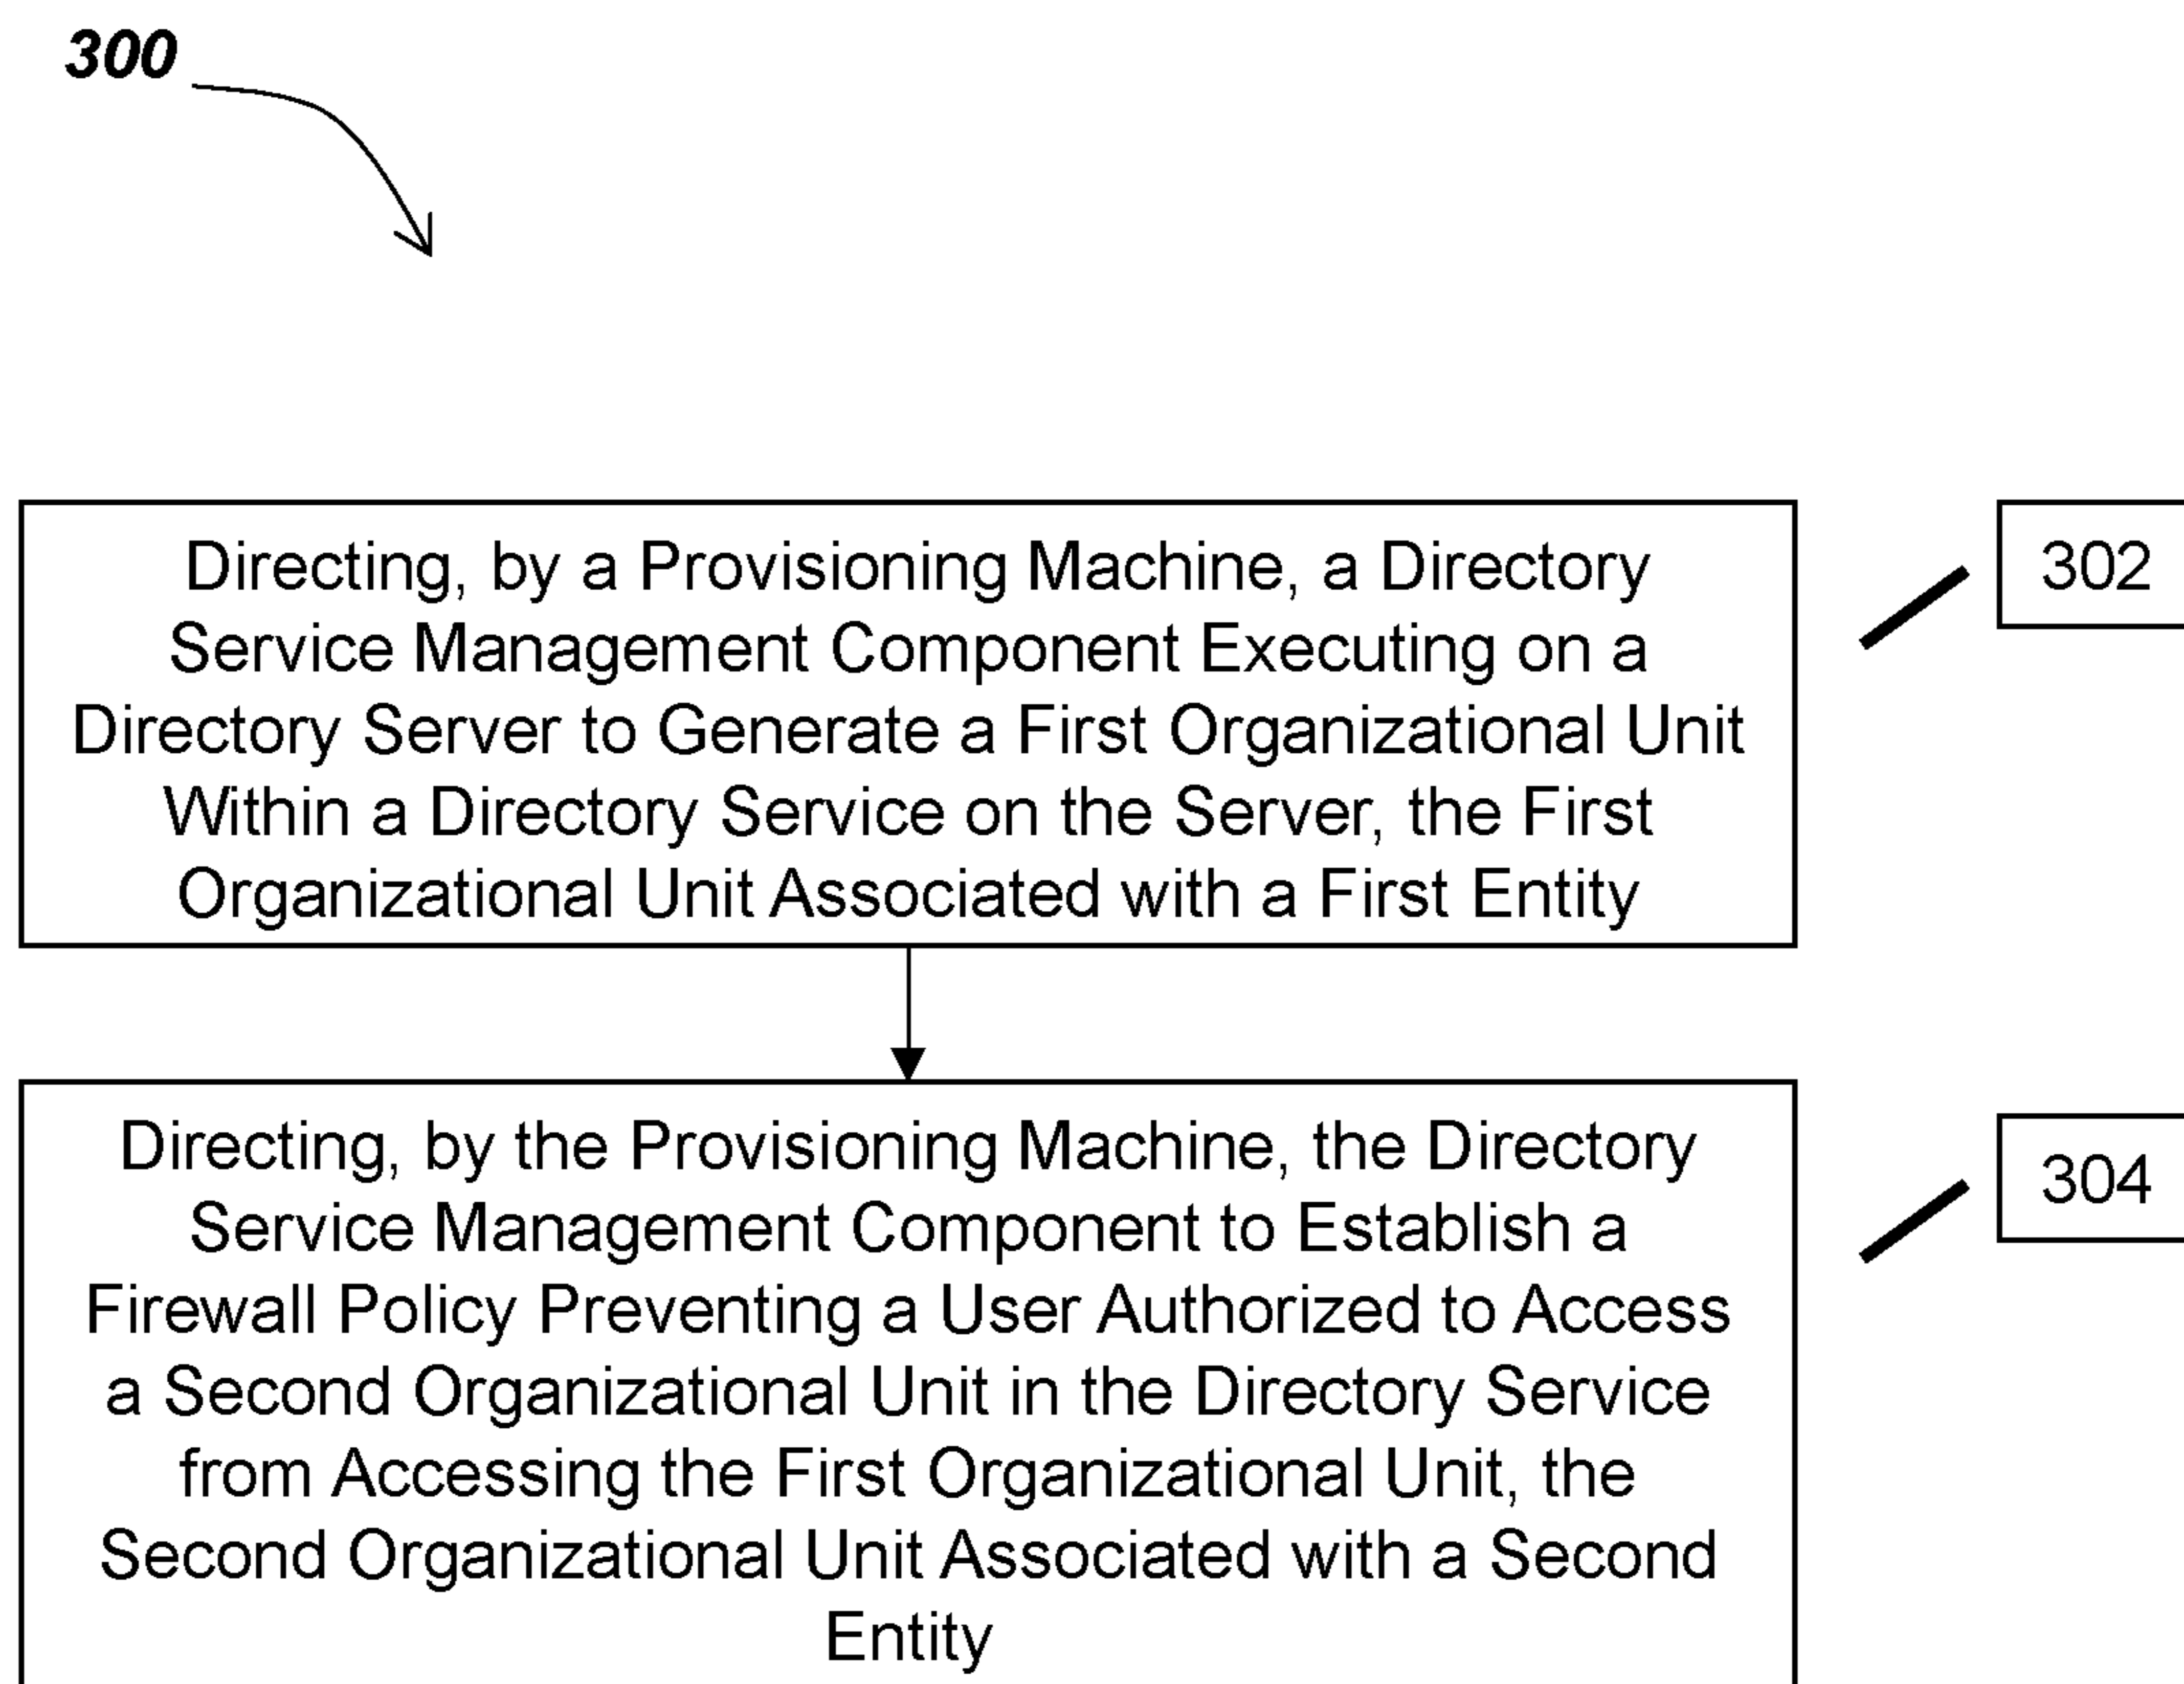 300
Directing, by a Provisioning Machine, a Directory
Service Management Component Executing on a
Directory Server to Generate a First Organizational Unit
Within a Directory Service on the Server, the First
Organizational Unit Associated with a First Entity
302
Directing, by the Provisioning Machine, the Directory
Service Management Component to Establish a
Firewall Policy Preventing a User Authorized to Access
a Second Organizational Unit in the Directory Service
from Accessing the First Organizational Unit, the
Second Organizational Unit Associated with a Second
Entity
304